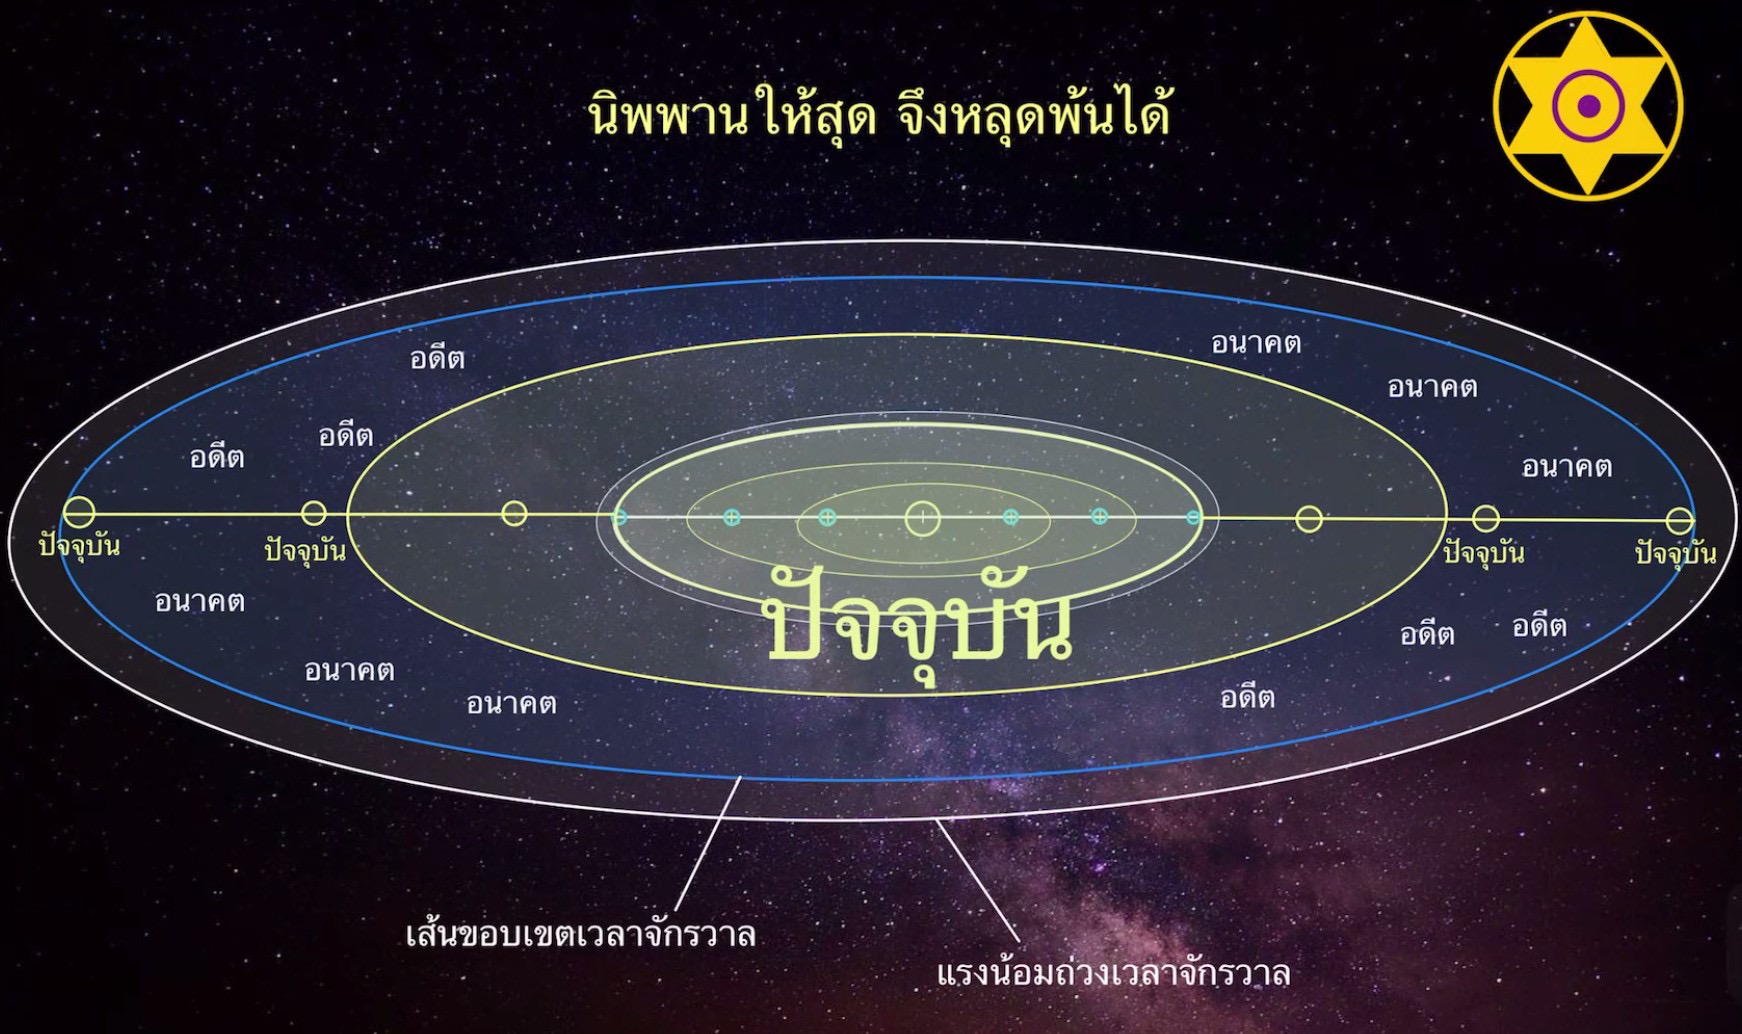 นิพพานให้สุด จึงหลุดพ้นได้
อนาคต
อดีต
อนาคต
อดีต
อดีต
อนาคต
ปัจจุบัน
ปัจจุบัน
ปัจจุบัน
ปัจจุบัน
ปัจจุบัน
อนาคต
อดีต
อดีต
อนาคต
อนาคต
อดีต
เส้นขอบเขตเวลาจักรวาล
แรงน้อมถ่วงเวลาจักรวาล